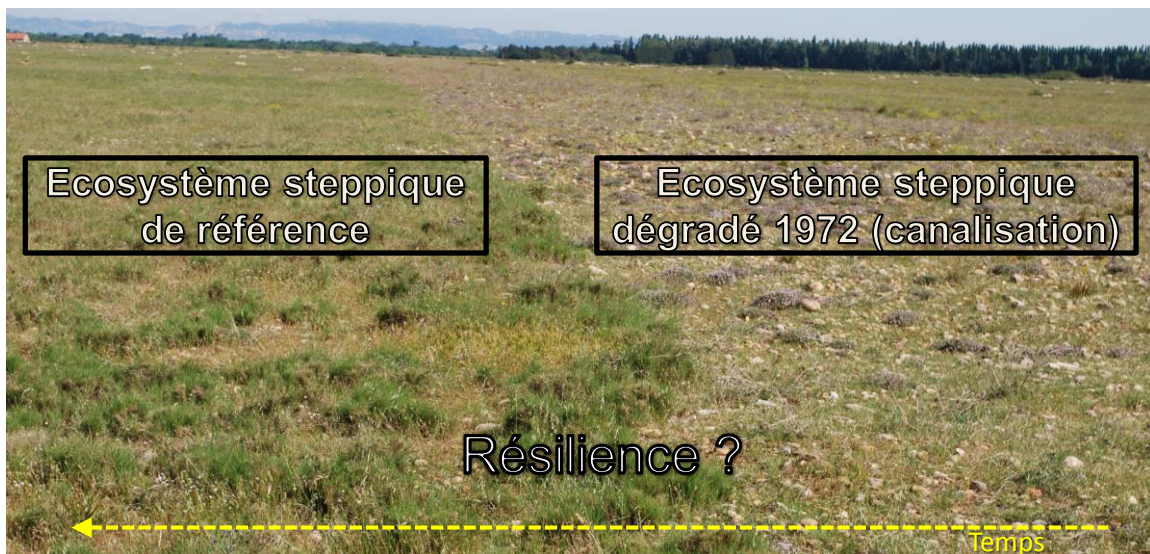 Ecosystème steppique
de référence
Ecosystème steppique
dégradé 1972 (canalisation)
Résilience ?
Temps